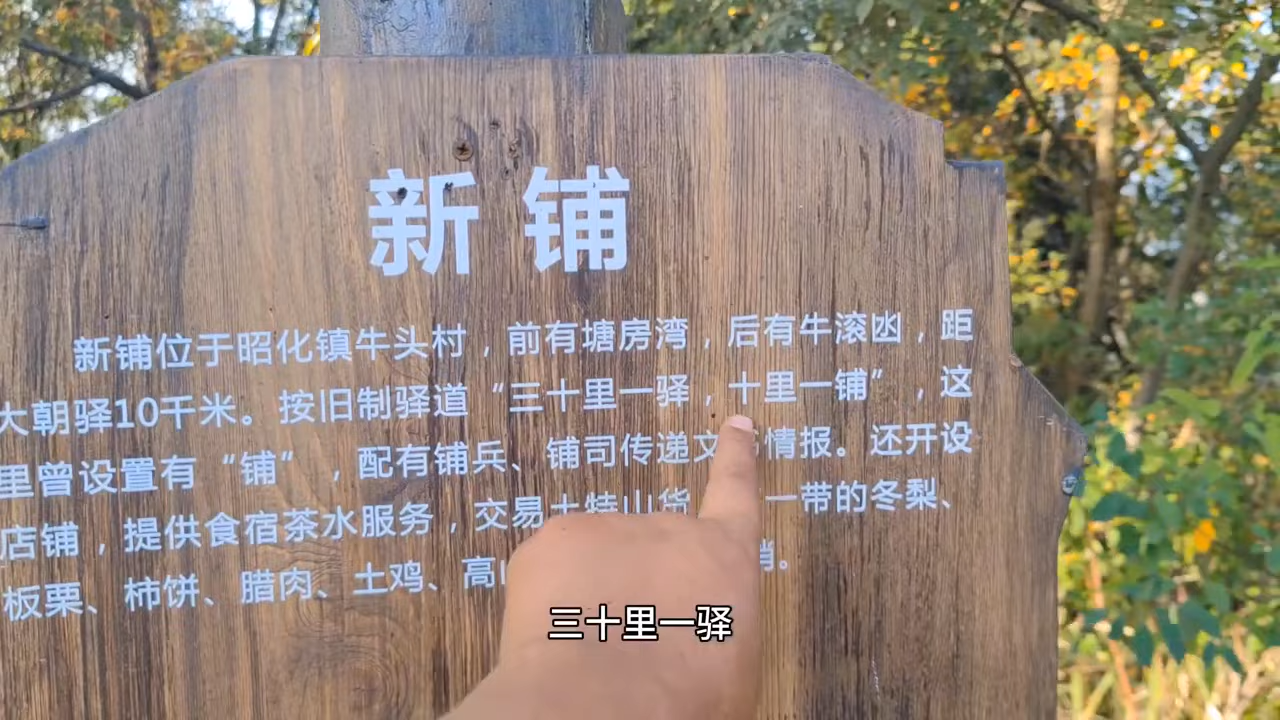 新铺
新铺位于昭化镇牛头村，前有塘房湾，后有牛滚凼，距
大朝驿10千米。按旧制驿道“三十里一驿，十里一铺”，这
里曾设置有“铺”，配有铺兵、铺司传递文 情报。还开设
店铺，提供食宿茶水服务，交易土特山货 一带的冬梨、
板栗、柿饼、腊肉、土鸡、高 销。
三十里一驿